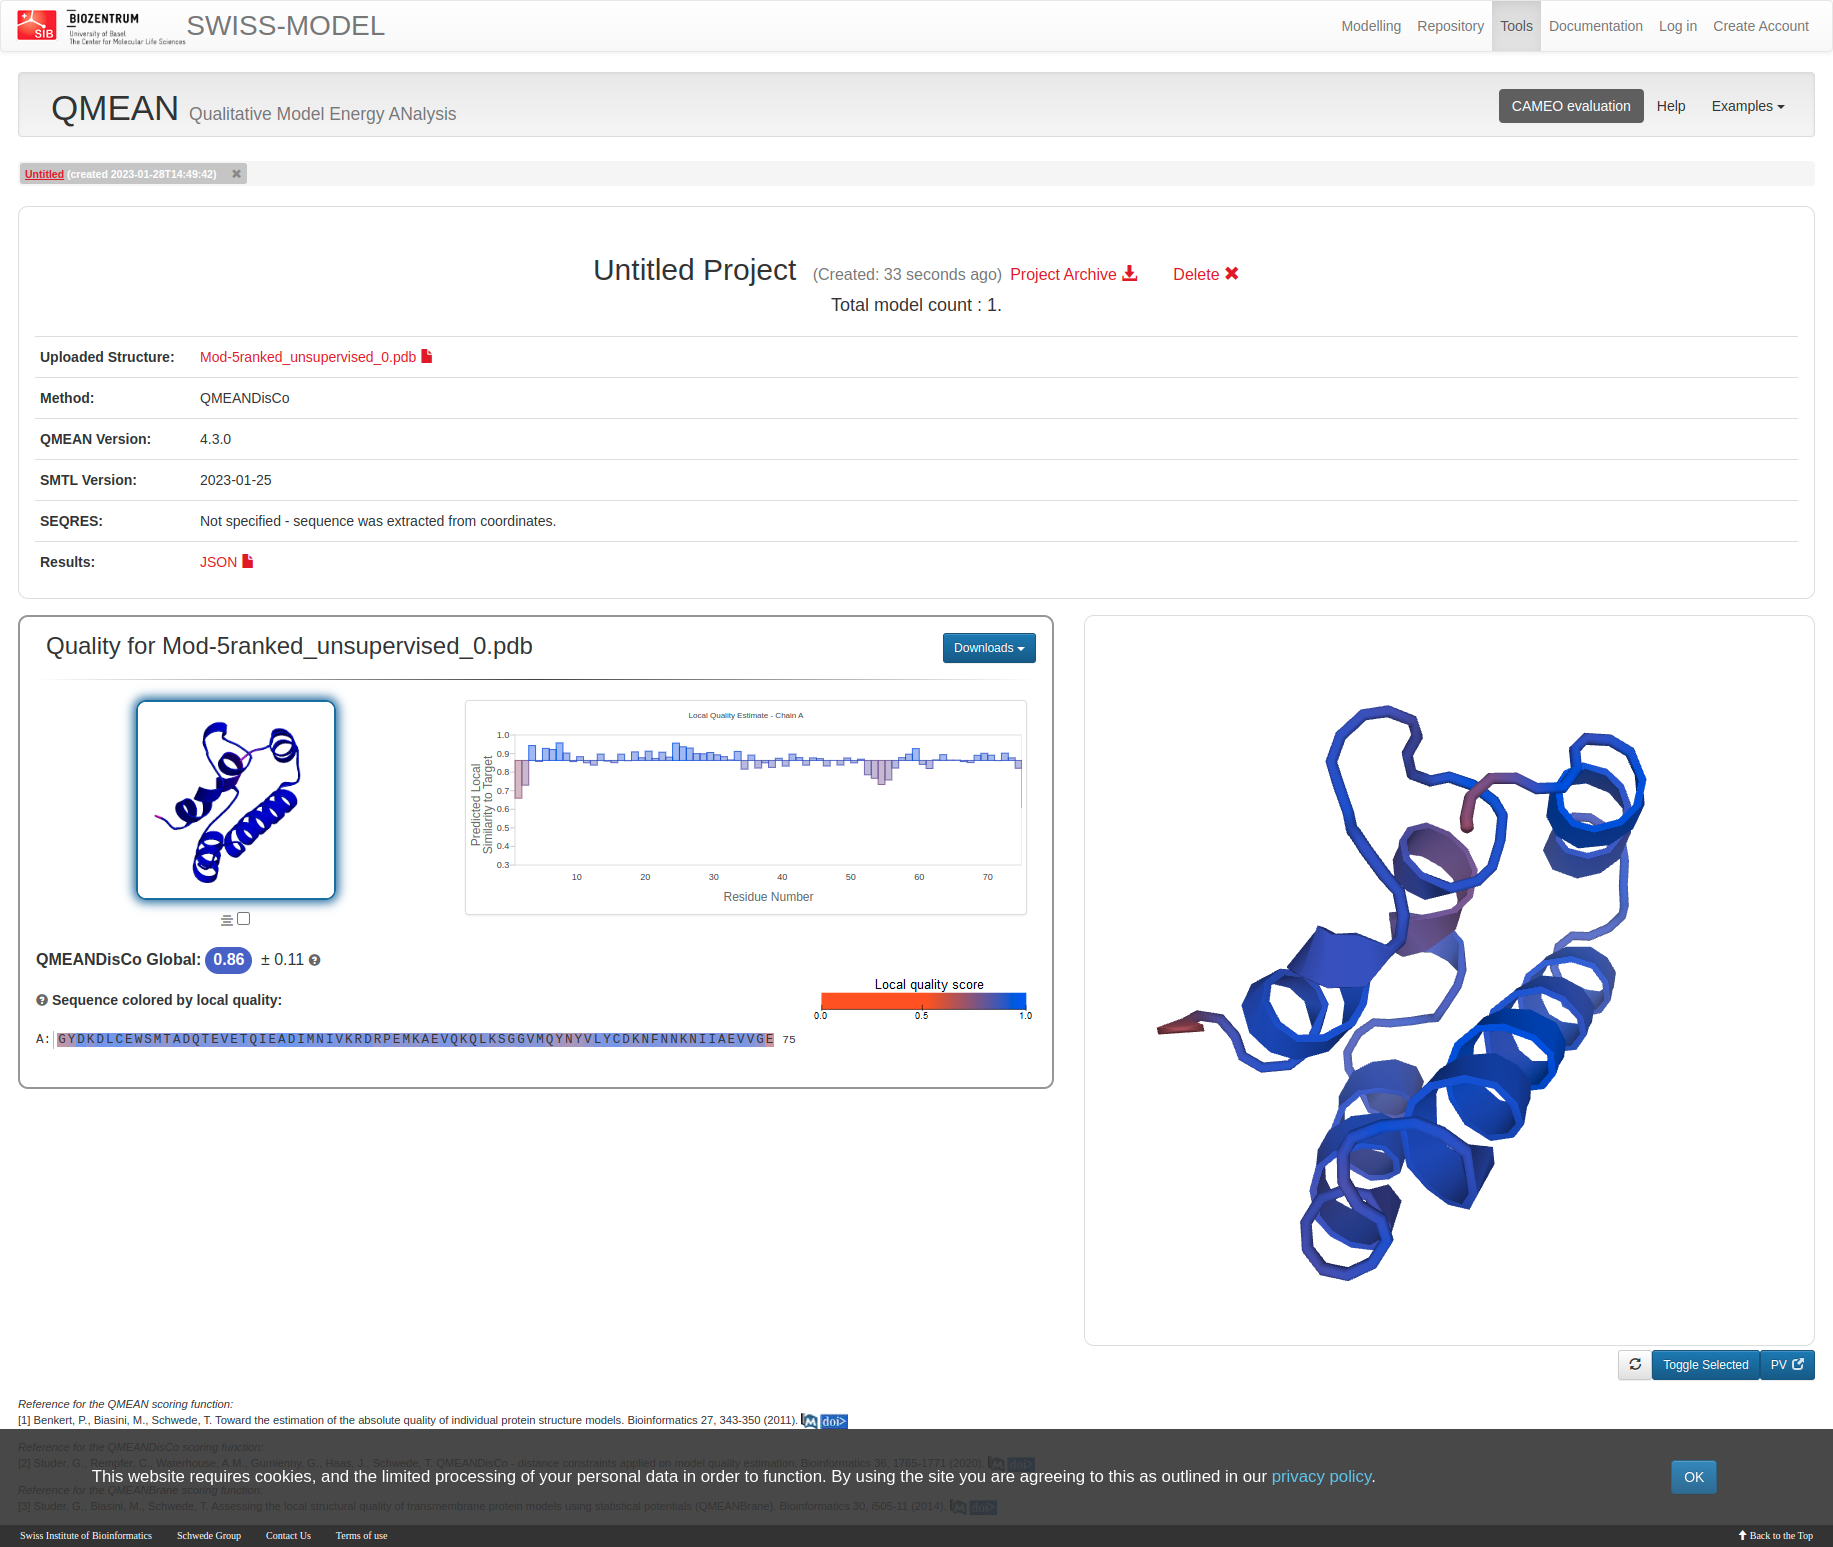 SIB
BIOZENTRUM
University of Basel
The Center for Molecular Life Sciences
SWISS-MODEL
Modelling Repository Tools Documentation Log in Create Account
QMEAN Qualitative Model Energy ANalysis
CAMEO evaluation Help Examples
Untitled (created 2023-01-28T14:49:42)
Untitled Project (Created: 33 seconds ago) Project Archive Delete
Total model count : 1.
Uploaded Structure: Mod-5ranked_unsupervised_0.pdb
Method: QMEANDisCo
QMEAN Version: 4.3.0
SMTL Version: 2023-01-25
SEQRES: Not specified - sequence was extracted from coordinates.
Results: JSON
Quality for Mod-5ranked_unsupervised_0.pdb
Downloads
Local Quality Estimate - Chain A
Predicted Local
Similarity to Target
1.0
0.9
0.8
0.7
0.6
0.5
0.4
0.3
10 20 30 40 50 60 70
Residue Number
QMEANDisCo Global: 0.86 ± 0.11
Sequence colored by local quality:
Local quality score
0.0 0.5 1.0
A: GYDKDLCEWSMTADQTEVETQIEADIMNIVKRDRPEMKAEVQKQLKSGGVMQYNYVLYCDKNFNNKNIIAEVVGE 75
Toggle Selected PV
Reference for the QMEAN scoring function:
[1] Benkert, P., Biasini, M., Schwede, T. Toward the estimation of the absolute quality of individual protein structure models. Bioinformatics 27, 343-350 (2011). doi>
Reference for the QMEANDisCo scoring function:
[2] Studer, G., Rempfer, C., Waterhouse, A.M., Gumienny, G., Haas, J., Schwede, T. QMEANDisCo - distance constraints applied on model quality estimation. Bioinformatics 36, 1765-1771 (2020). doi>
This website requires cookies, and the limited processing of your personal data in order to function. By using the site you are agreeing to this as outlined in our privacy policy.
OK
Reference for the QMEANBrane scoring function:
[3] Studer, G., Biasini, M., Schwede, T. Assessing the local structural quality of transmembrane protein models using statistical potentials (QMEANBrane). Bioinformatics 30, i505-11 (2014). doi>
Swiss Institute of Bioinformatics Schwede Group Contact Us Terms of use Back to the Top